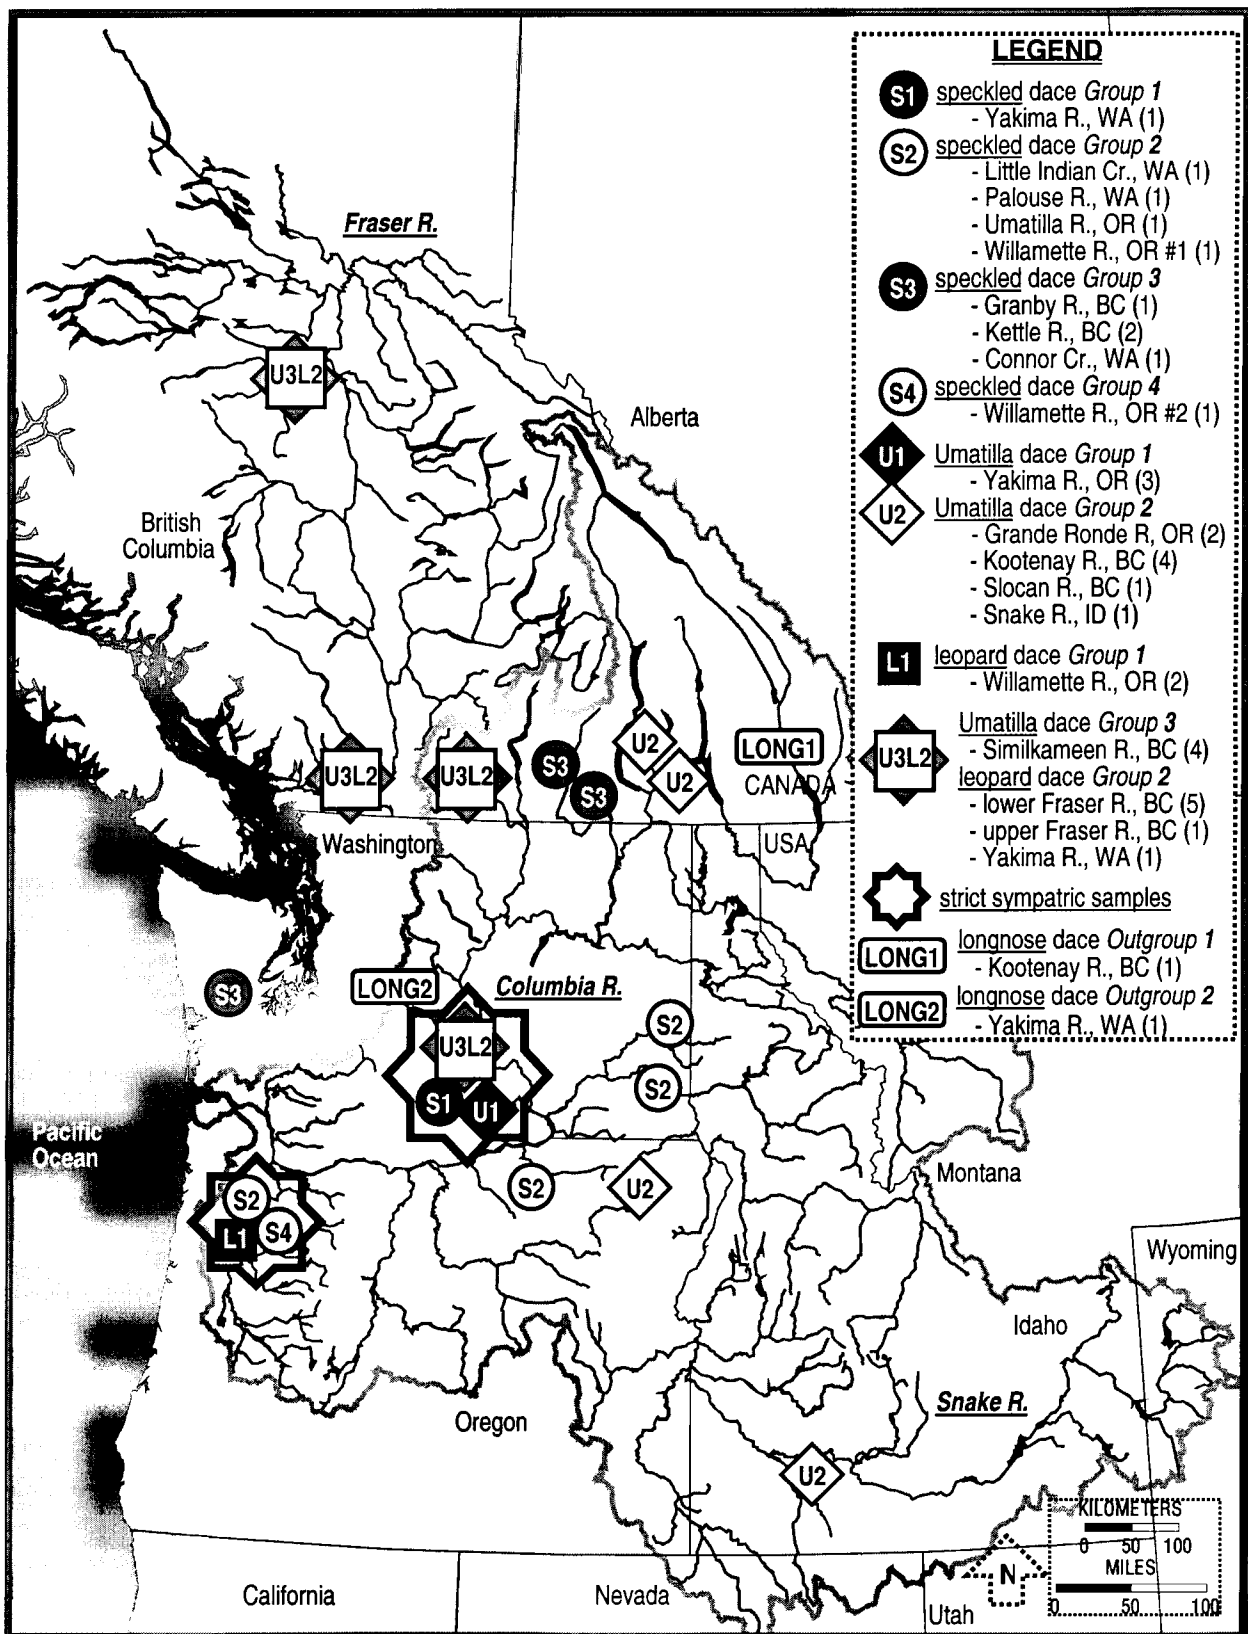 LEGEND
S1 speckled dace Group 1
- Yakima R., WA (1)
S2 speckled dace Group 2
- Little Indian Cr., WA (1)
- Palouse R., WA (1)
- Umatilla R., OR (1)
- Willamette R., OR #1 (1)
S3 speckled dace Group 3
- Granby R., BC (1)
- Kettle R., BC (2)
- Connor Cr., WA (1)
S4 speckled dace Group 4
- Willamette R., OR #2 (1)
U1 Umatilla dace Group 1
- Yakima R., OR (3)
U2 Umatilla dace Group 2
- Grande Ronde R, OR (2)
- Kootenay R., BC (4)
- Slocan R., BC (1)
- Snake R., ID (1)
L1 leopard dace Group 1
- Willamette R., OR (2)
Umatilla dace Group 3
- Similkameen R., BC (4)
U3L2 leopard dace Group 2
- lower Fraser R., BC (5)
- upper Fraser R., BC (1)
- Yakima R., WA (1)
strict sympatric samples
LONG1 longnose dace Outgroup 1
- Kootenay R., BC (1)
LONG2 longnose dace Outgroup 2
- Yakima R., WA (1)
Fraser R.
U3L2
Alberta
British
Columbia
U2
LONG1
U3L2
U3L2
S3
U2
CANADA
S3
Washington
USA
LONG2
Columbia R.
S3
S2
U3L2
S2
S1
U1
Pacific
Ocean
Montana
S2
U2
S2
S4
L1
Wyoming
Idaho
Oregon
Snake R.
U2
KILOMETERS
0 50 100
MILES
0 50 100
N
California
Nevada
Utah